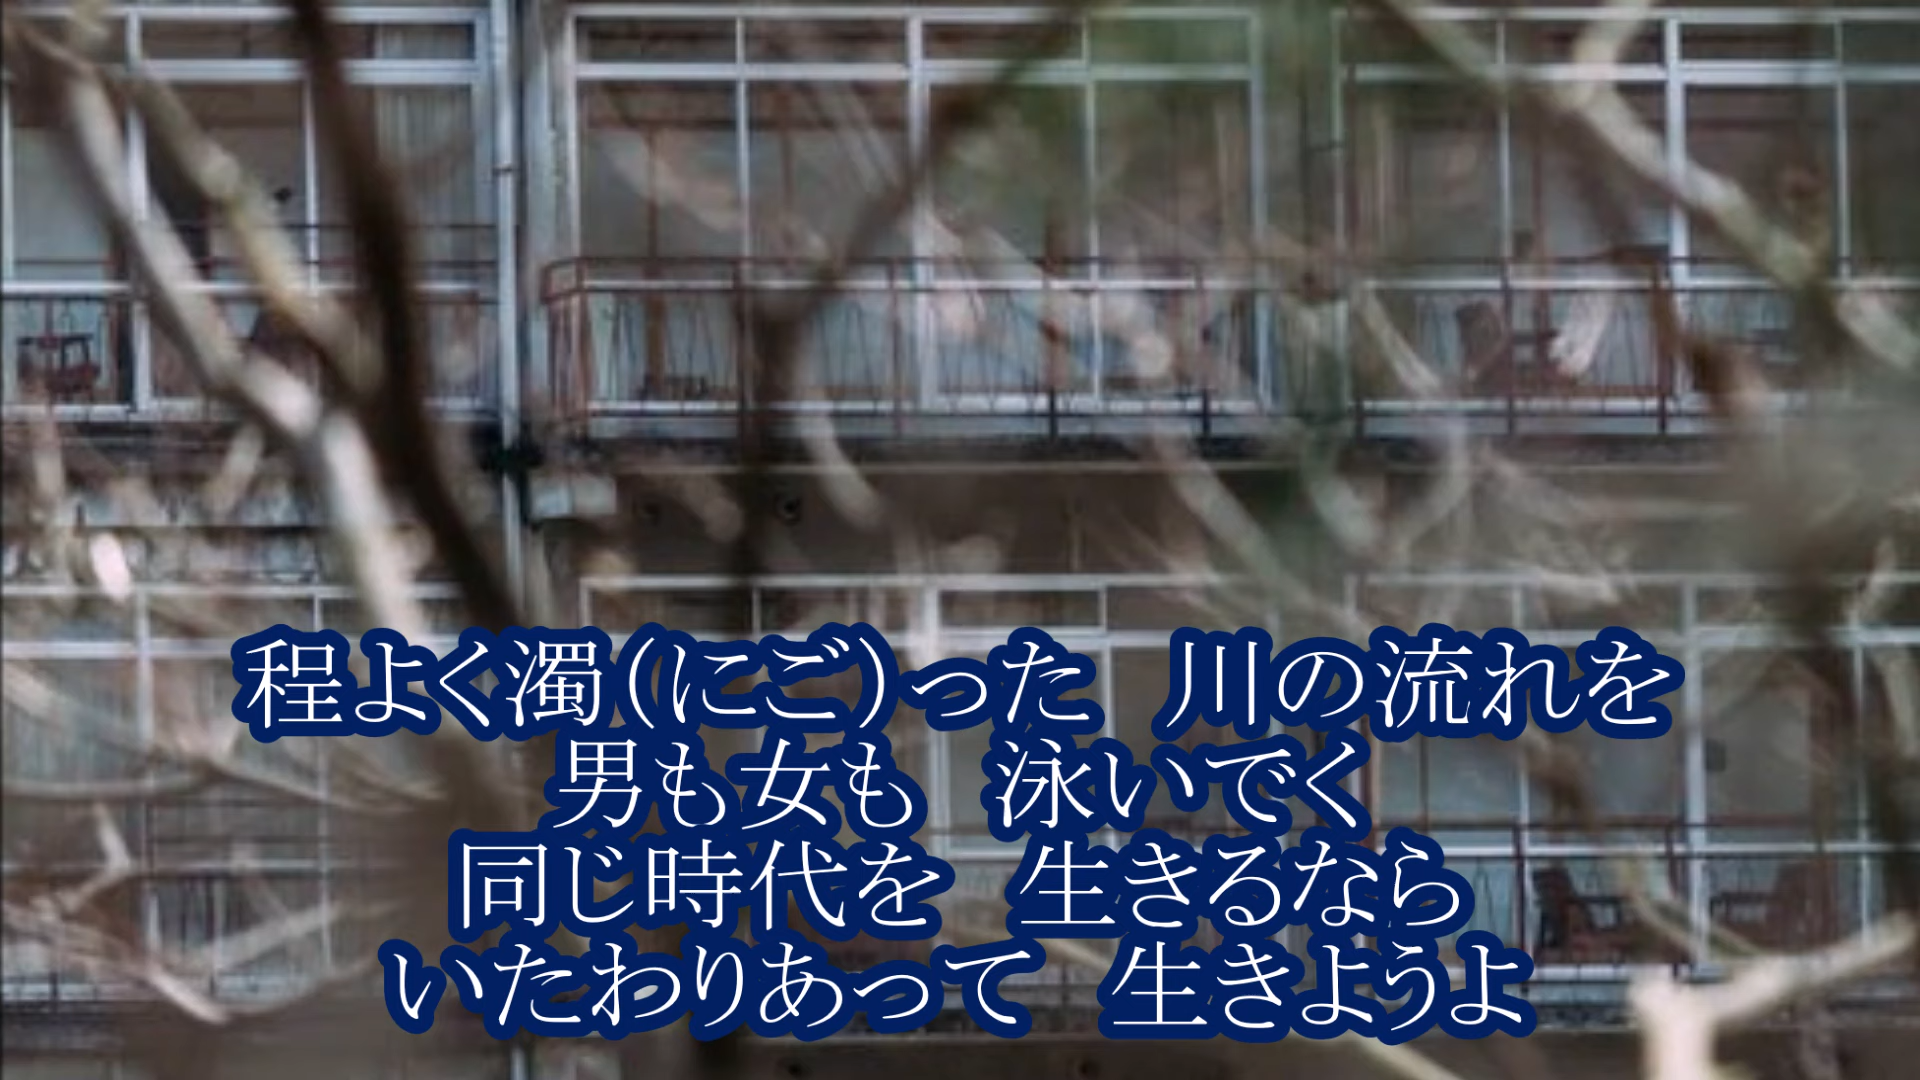 程よく濁（にご）った　川の流れを
男も女も　泳いでく
同じ時代を　生きるなら
いたわりあって　生きようよ